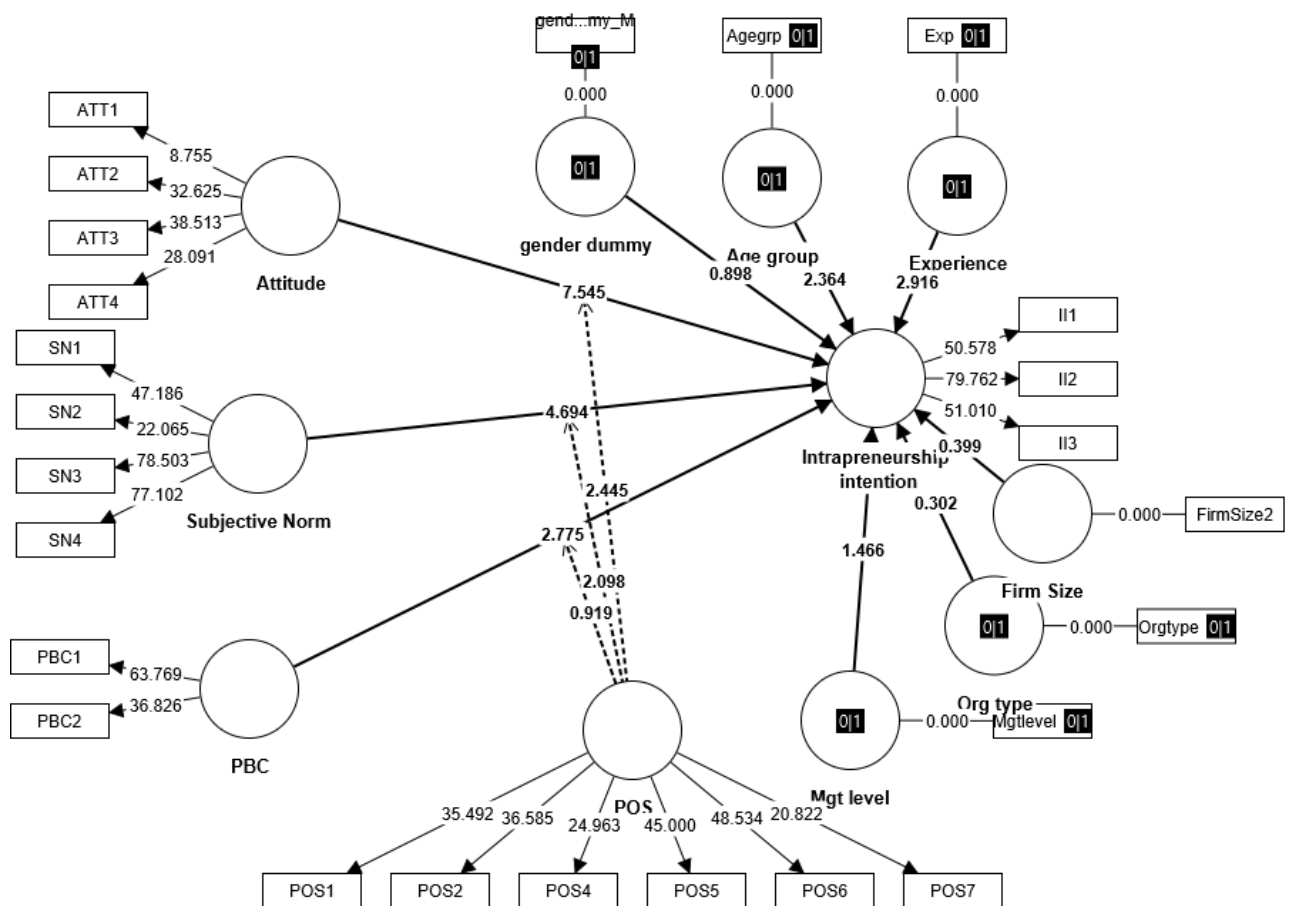 gend...my_M
0|1
Agegrp 0|1
Exp 0|1
0.000
0.000
0.000
0|1
0|1
0|1
gender dummy
Age group
Experience
ATT1
ATT2
ATT3
ATT4
8.755
32.625
38.513
28.091
Attitude
7.545
0.898
2.364
2.916
SN1
SN2
SN3
SN4
47.186
22.065
78.503
77.102
Subjective Norm
4.694
2.445
2.775
2.098
0.919
II1
II2
II3
50.578
79.762
51.010
Intrapreneurship
intention
0.399
0.302
1.466
0.000
FirmSize2
Firm Size
0|1
0.000
Orgtype 0|1
Org type
0|1
0.000
Mgtlevel 0|1
Mgt level
PBC1
PBC2
63.769
36.826
PBC
POS
35.492
36.585
24.963
45.000
48.534
20.822
POS1
POS2
POS4
POS5
POS6
POS7